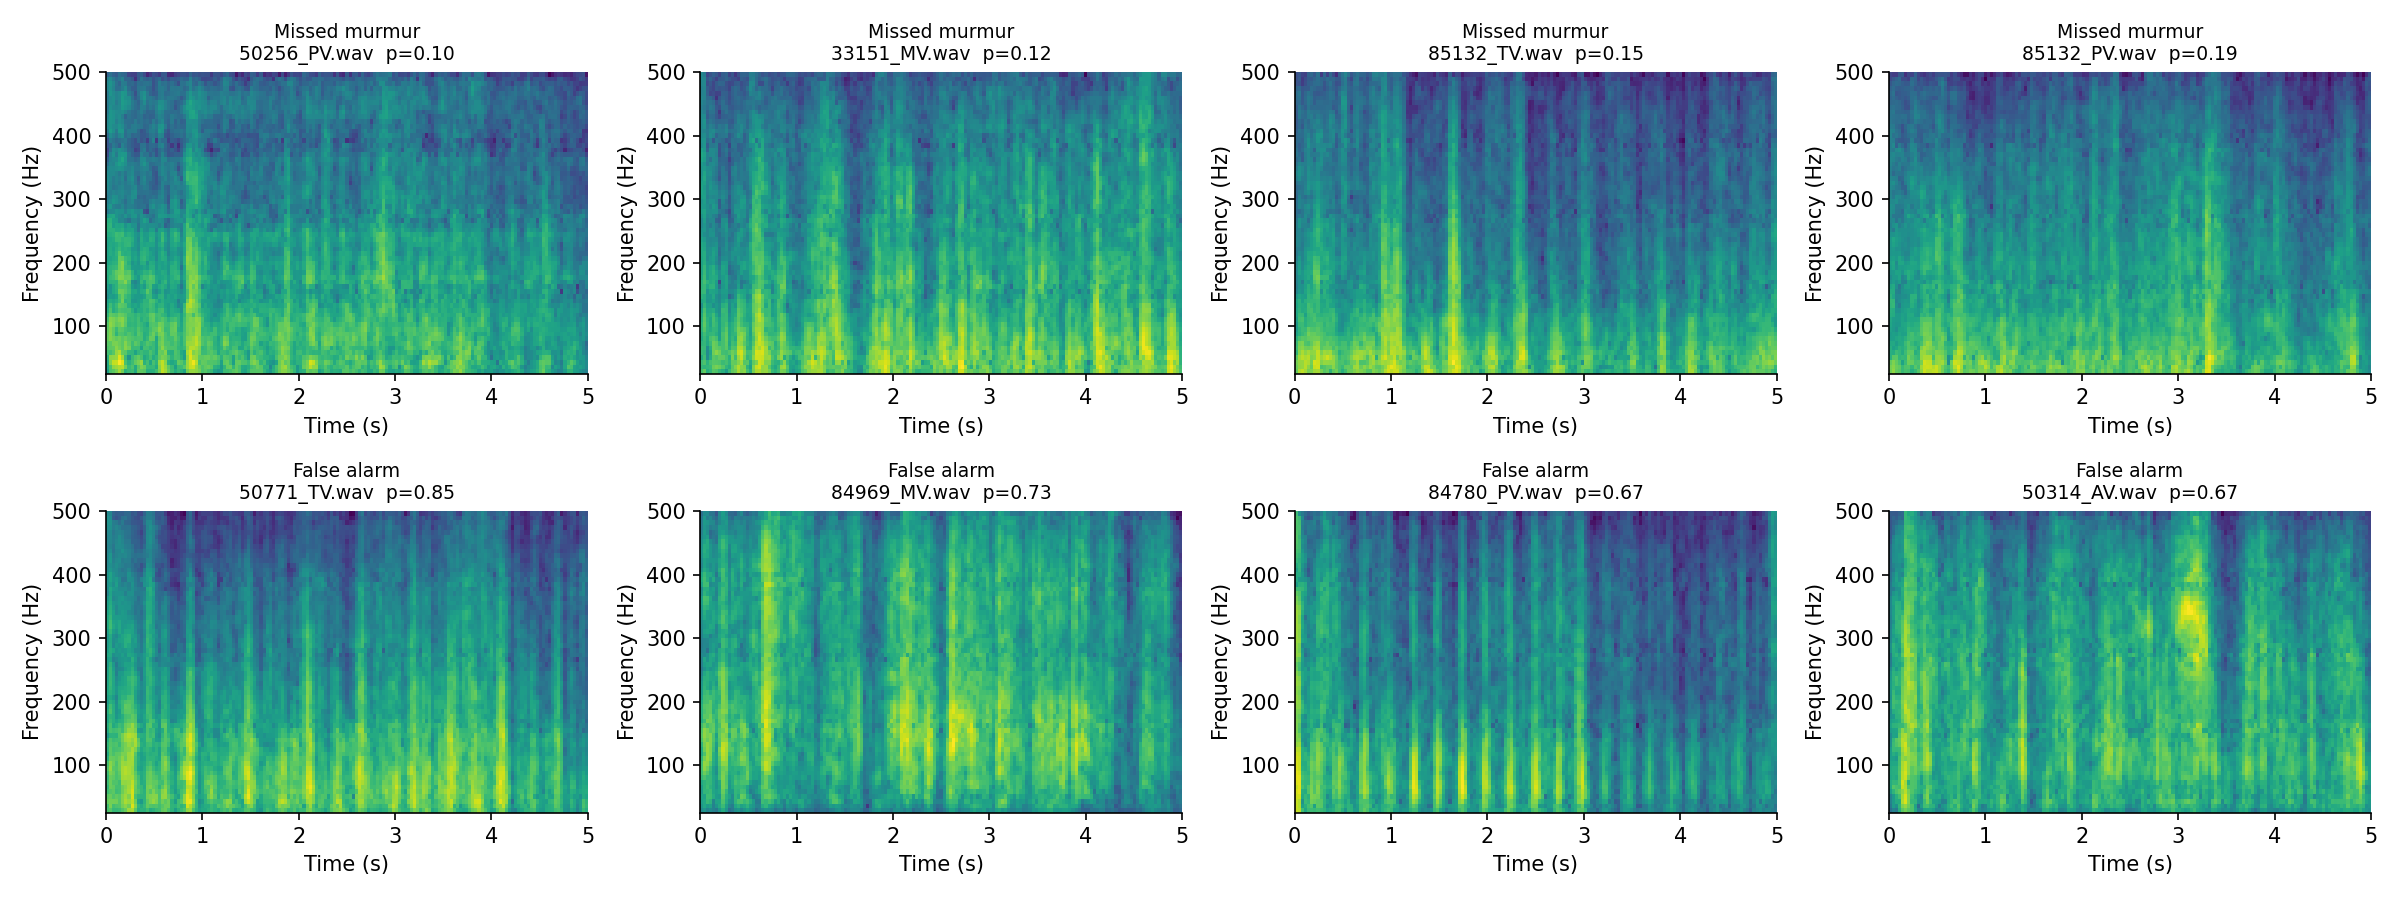 Missed murmur
50256_PV.wav  p=0.10
500
400
300
200
100
Frequency (Hz)
0 1 2 3 4 5
Time (s)
Missed murmur
33151_MV.wav  p=0.12
500
400
300
200
100
Frequency (Hz)
0 1 2 3 4 5
Time (s)
Missed murmur
85132_TV.wav  p=0.15
500
400
300
200
100
Frequency (Hz)
0 1 2 3 4 5
Time (s)
Missed murmur
85132_PV.wav  p=0.19
500
400
300
200
100
Frequency (Hz)
0 1 2 3 4 5
Time (s)
False alarm
50771_TV.wav  p=0.85
500
400
300
200
100
Frequency (Hz)
0 1 2 3 4 5
Time (s)
False alarm
84969_MV.wav  p=0.73
500
400
300
200
100
Frequency (Hz)
0 1 2 3 4 5
Time (s)
False alarm
84780_PV.wav  p=0.67
500
400
300
200
100
Frequency (Hz)
0 1 2 3 4 5
Time (s)
False alarm
50314_AV.wav  p=0.67
500
400
300
200
100
Frequency (Hz)
0 1 2 3 4 5
Time (s)